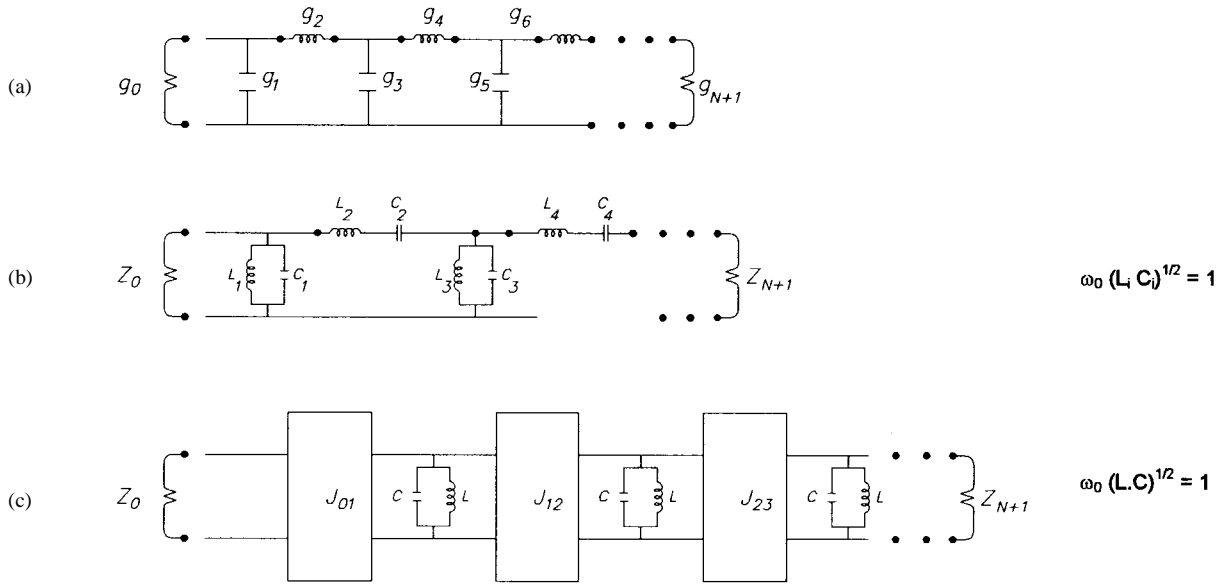 g2 g4 g6
(a) g0 g1 g3 g5 gN+1
L2 C2 L4 C4
(b) Z0 L1 C1 L3 C3 ZN+1 ω0 (Li Ci)1/2 = 1
(c) Z0 J01 C L J12 C L J23 C L ZN+1 ω0 (L.C)1/2 = 1